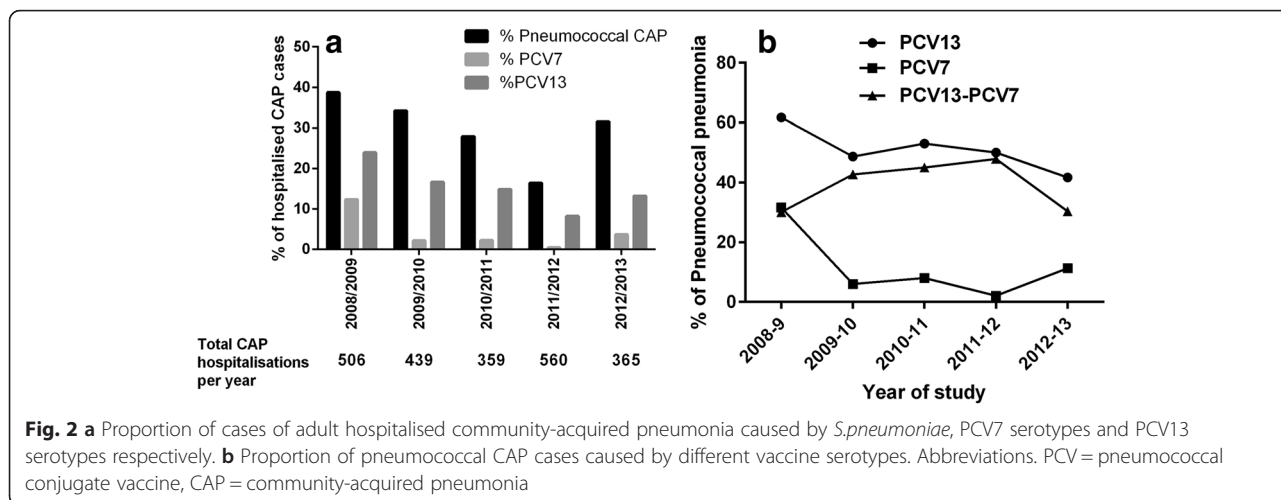 a
% Pneumococcal CAP
% PCV7
%PCV13
% of hospitalised CAP cases
50
40
30
20
10
0
2008/2009
2009/2010
2010/2011
2011/2012
2012/2013
Total CAP
hospitalisations
per year
506 439 359 560 365
b
PCV13
PCV7
PCV13-PCV7
% of Pneumococcal pneumonia
80
60
40
20
0
2008-9
2009-10
2010-11
2011-12
2012-13
Year of study
Fig. 2 a Proportion of cases of adult hospitalised community-acquired pneumonia caused by S.pneumoniae, PCV7 serotypes and PCV13
serotypes respectively. b Proportion of pneumococcal CAP cases caused by different vaccine serotypes. Abbreviations. PCV = pneumococcal
conjugate vaccine, CAP = community-acquired pneumonia